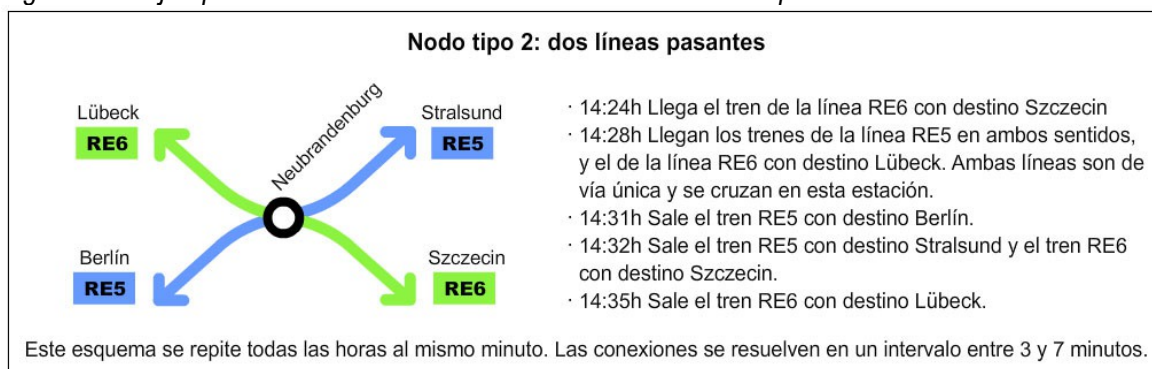 Nodo tipo 2: dos líneas pasantes
Lübeck
RE6
Neubrandenburg
Stralsund
RE5
Berlín
RE5
Szczecin
RE6
· 14:24h Llega el tren de la línea RE6 con destino Szczecin
· 14:28h Llegan los trenes de la línea RE5 en ambos sentidos,
y el de la línea RE6 con destino Lübeck. Ambas líneas son de
vía única y se cruzan en esta estación.
· 14:31h Sale el tren RE5 con destino Berlín.
· 14:32h Sale el tren RE5 con destino Stralsund y el tren RE6
con destino Szczecin.
· 14:35h Sale el tren RE6 con destino Lübeck.
Este esquema se repite todas las horas al mismo minuto. Las conexiones se resuelven en un intervalo entre 3 y 7 minutos.